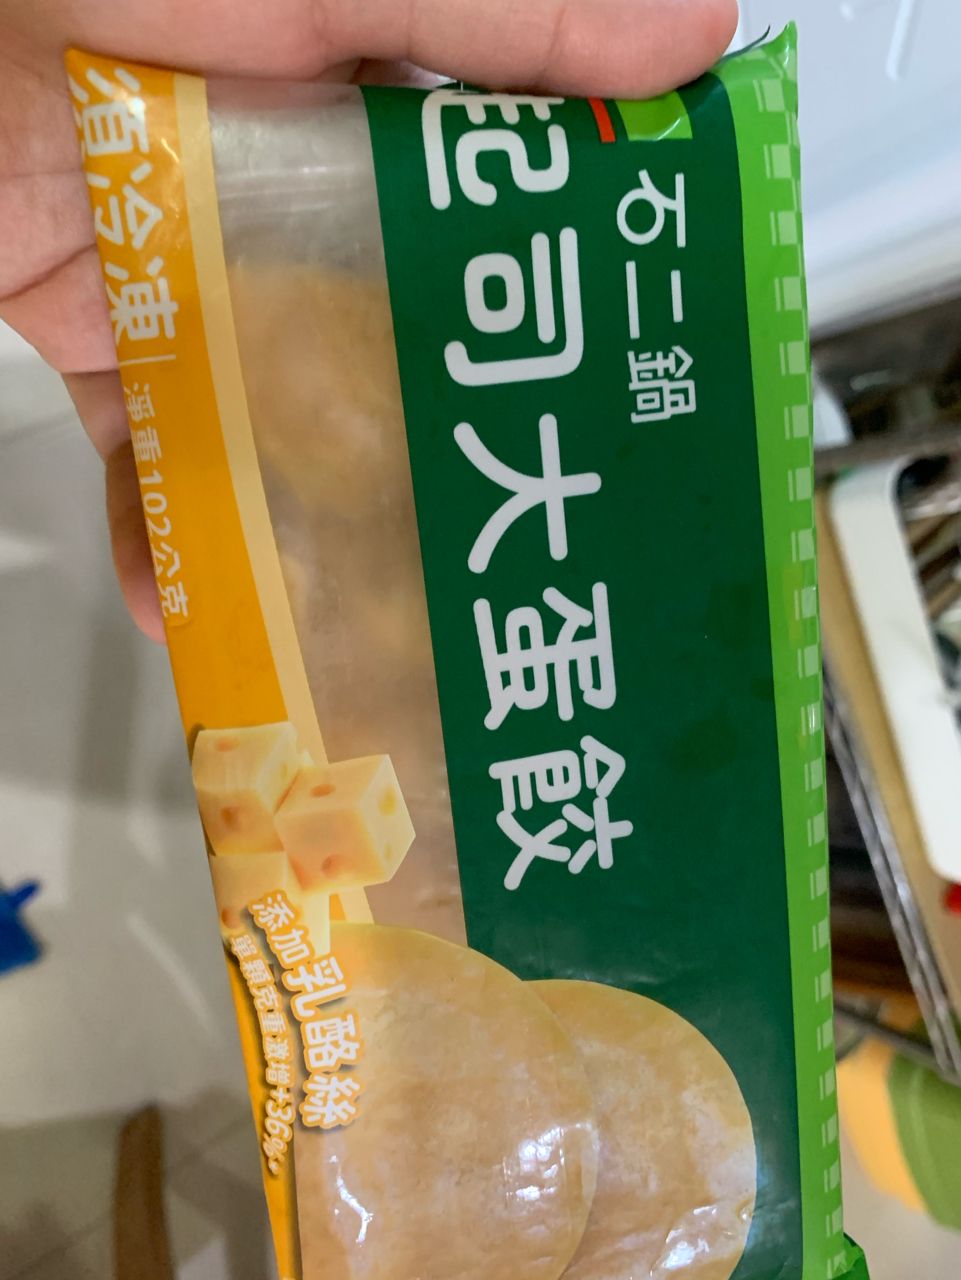 石二鍋
起司大蛋餃
須冷凍
淨重102公克
添加乳酪絲
單顆克重激增+36%